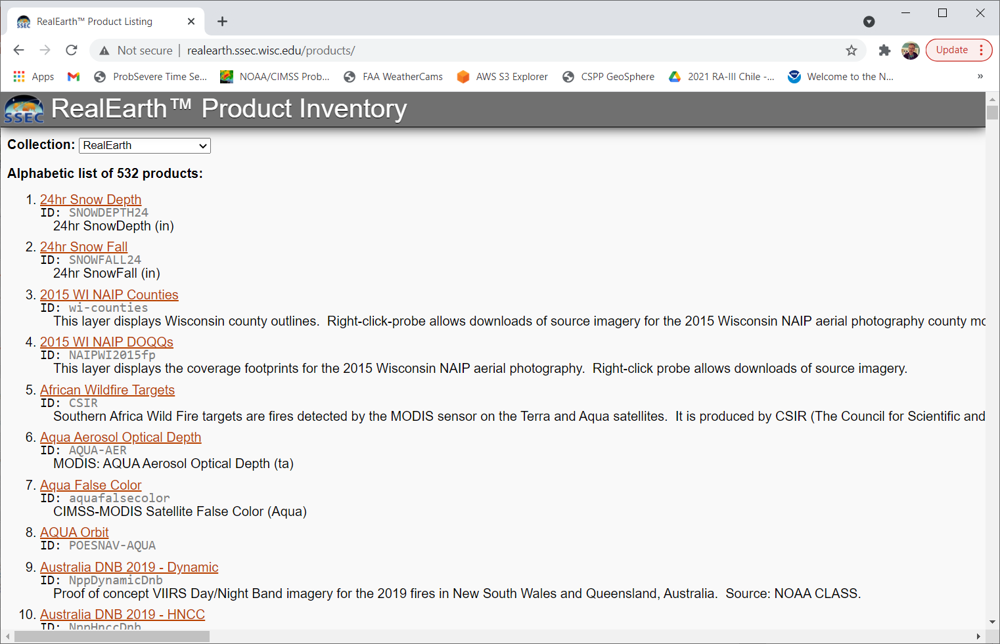 SSEC
RealEarth™ Product Listing
Not secure | realearth.ssec.wisc.edu/products/
Update
Apps
ProbSevere Time Se...
NOAA/CIMSS Prob...
FAA WeatherCams
AWS S3 Explorer
CSPP GeoSphere
2021 RA-III Chile -...
Welcome to the N...
»
SSEC
RealEarth™ Product Inventory
Collection: RealEarth
Alphabetic list of 532 products:
1. 24hr Snow Depth
ID: SNOWDEPTH24
24hr SnowDepth (in)
2. 24hr Snow Fall
ID: SNOWFALL24
24hr SnowFall (in)
3. 2015 WI NAIP Counties
ID: wi-counties
This layer displays Wisconsin county outlines. Right-click-probe allows downloads of source imagery for the 2015 Wisconsin NAIP aerial photography county mo
4. 2015 WI NAIP DOQQs
ID: NAIPWI2015fp
This layer displays the coverage footprints for the 2015 Wisconsin NAIP aerial photography. Right-click probe allows downloads of source imagery.
5. African Wildfire Targets
ID: CSIR
Southern Africa Wild Fire targets are fires detected by the MODIS sensor on the Terra and Aqua satellites. It is produced by CSIR (The Council for Scientific and
6. Aqua Aerosol Optical Depth
ID: AQUA-AER
MODIS: AQUA Aerosol Optical Depth (ta)
7. Aqua False Color
ID: aquafalsecolor
CIMSS-MODIS Satellite False Color (Aqua)
8. AQUA Orbit
ID: POESNAV-AQUA
9. Australia DNB 2019 - Dynamic
ID: NppDynamicDnb
Proof of concept VIIRS Day/Night Band imagery for the 2019 fires in New South Wales and Queensland, Australia. Source: NOAA CLASS.
10. Australia DNB 2019 - HNCC
ID: NppHnccDnb